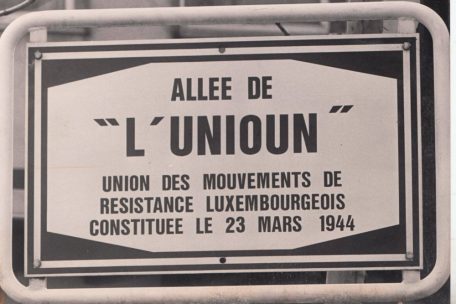 ALLEE DE
"L´UNIOUN"
UNION DES MOUVEMENTS DE
RESISTANCE LUXEMBOURGEOIS
CONSTITUEE LE 23 MARS 1944